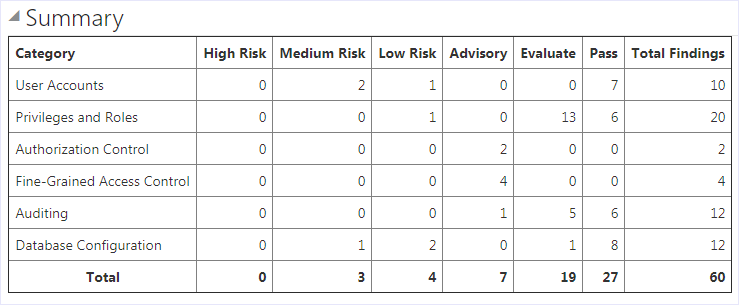 Summary
Category High Risk Medium Risk Low Risk Advisory Evaluate Pass Total Findings
User Accounts 0 2 1 0 0 7 10
Privileges and Roles 0 0 1 0 13 6 20
Authorization Control 0 0 0 2 0 0 2
Fine-Grained Access Control 0 0 0 4 0 0 4
Auditing 0 0 0 1 5 6 12
Database Configuration 0 1 2 0 1 8 12
Total 0 3 4 7 19 27 60